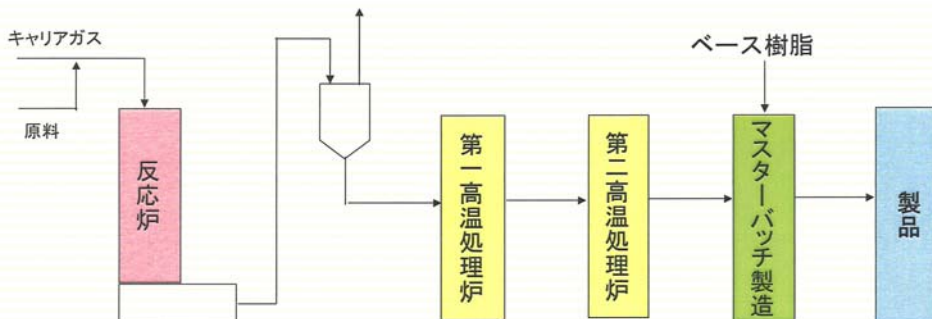 キャリアガス
原料
反応炉
第一高温処理炉
第二高温処理炉
ベース樹脂
マスターバッチ製造
製品